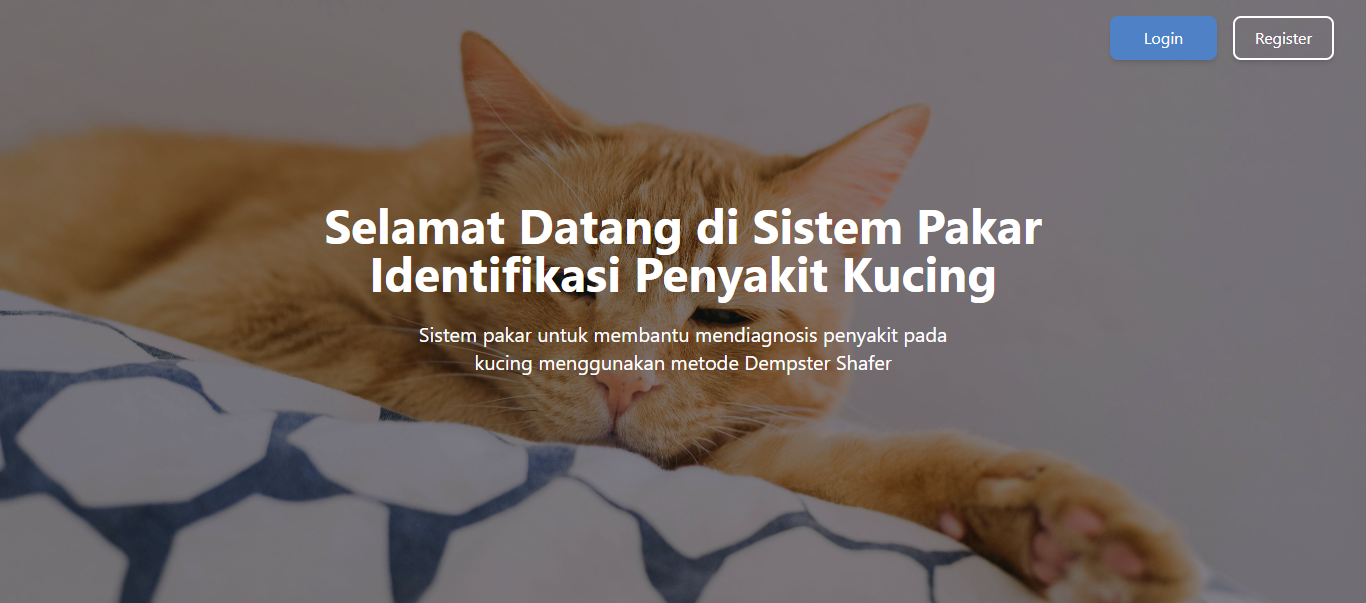 Login
Register
Selamat Datang di Sistem Pakar
Identifikasi Penyakit Kucing
Sistem pakar untuk membantu mendiagnosis penyakit pada
kucing menggunakan metode Dempster Shafer